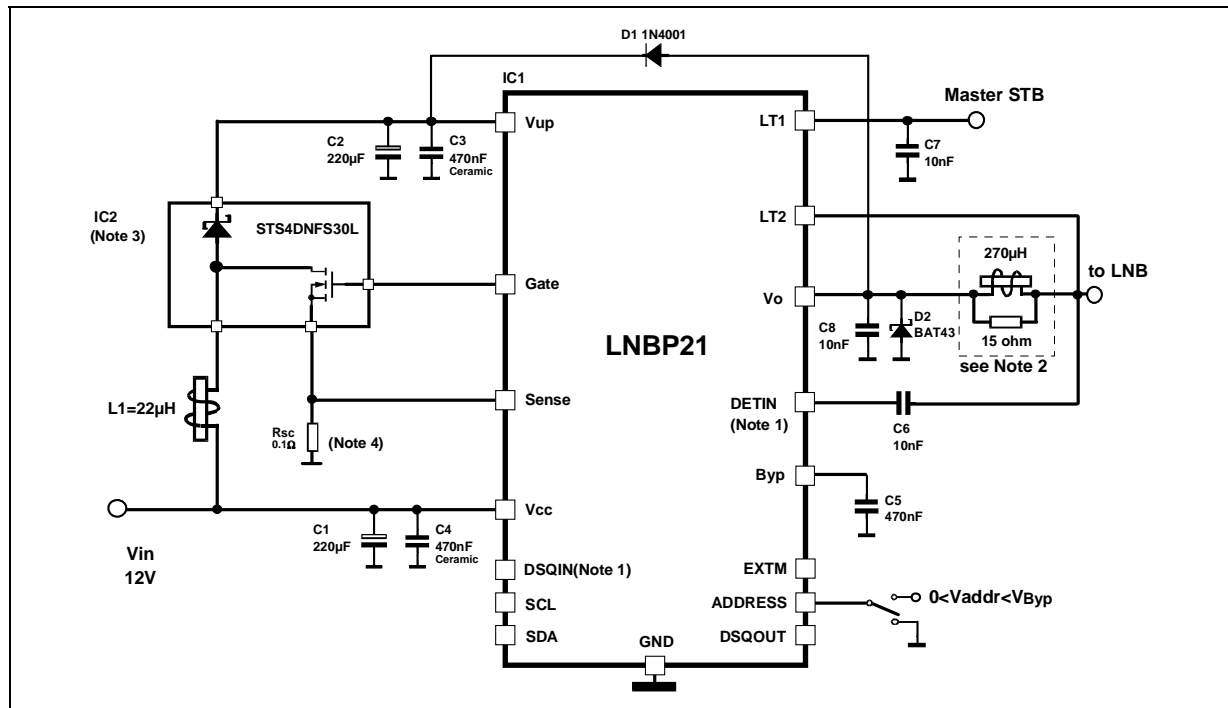 D1 1N4001
IC1
Master STB
Vup
LT1
C2
220µF
C3
470nF
Ceramic
C7
10nF
IC2
(Note 3)
STS4DNFS30L
LT2
270µH
to LNB
Gate
Vo
C8
10nF
D2
BAT43
15 ohm
see Note 2
LNBP21
L1=22µH
Sense
DETIN
(Note 1)
C6
10nF
Rsc
0.1Ω
(Note 4)
Byp
C5
470nF
Vcc
Vin
12V
C1
220µF
C4
470nF
Ceramic
DSQIN(Note 1)
EXTM
SCL
ADDRESS
0<Vaddr<VByp
SDA
GND
DSQOUT